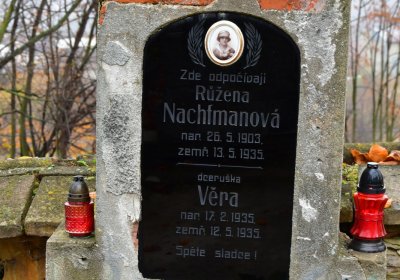 Zde odpočívají
Růžena
Nachtmanová
nar. 26. 5. 1903,
zemř. 13. 5. 1935.
dceruška
Věra
nar. 17. 2. 1935,
zemř. 12. 5. 1935.
Spěte sladce!